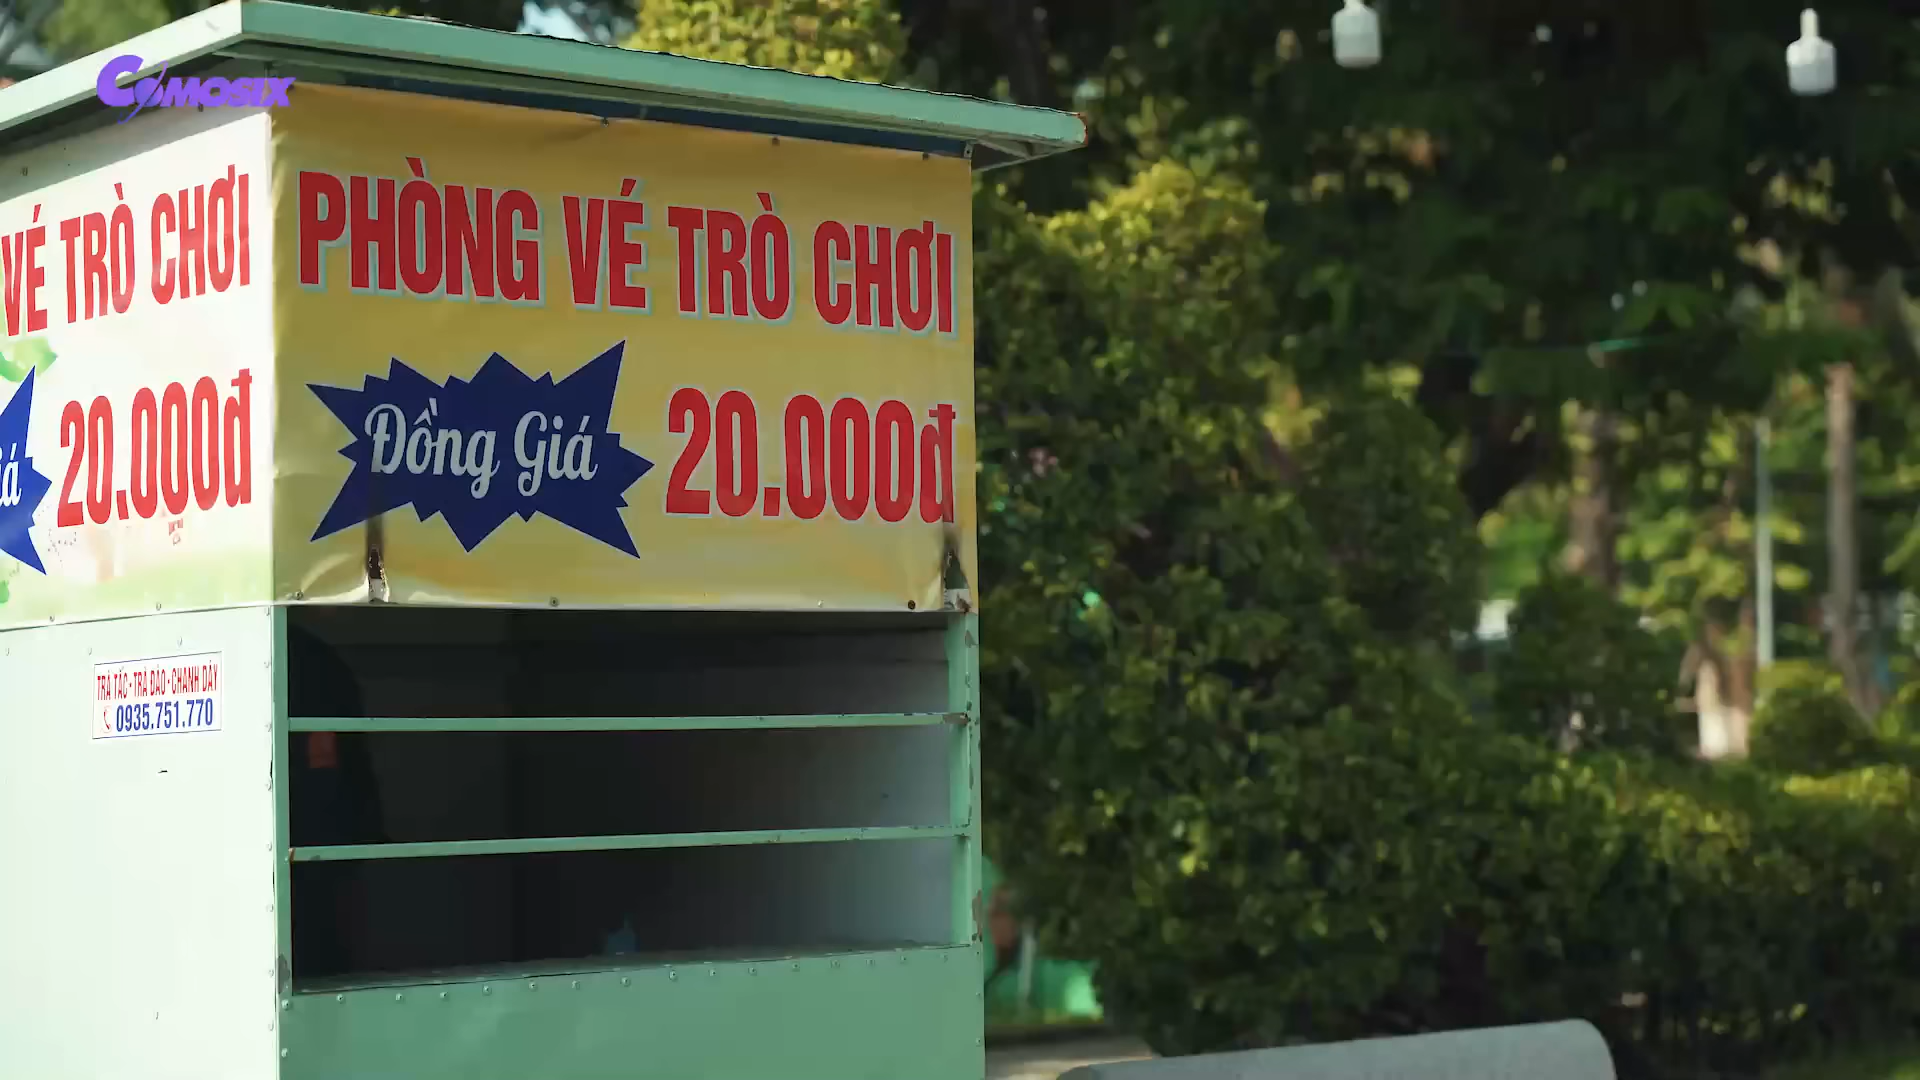 COMOSIX
VÉ TRÒ CHƠI
20.000đ
PHÒNG VÉ TRÒ CHƠI
Đồng Giá
20.000đ
TRÀ TẮC - TRÀ ĐÀO - CHANH DÂY
0935.751.770